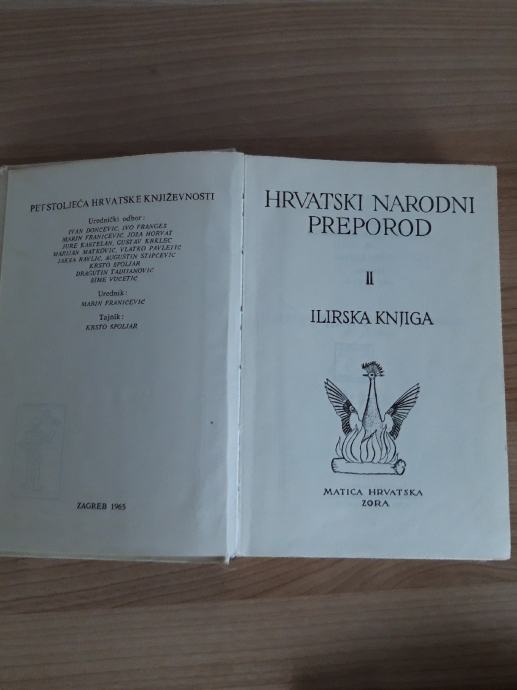 PET STOLJEĆA HRVATSKE KNJIŽEVNOSTI
Urednički odbor:
IVAN DONČEVIĆ, IVO FRANGEŠ
MARIN FRANIČEVIĆ, JOŽA HORVAT
JURE KAŠTELAN, GUSTAV KRKLEC
MARIJAN MATKOVIĆ, VLATKO PAVLETIĆ
JAKŠA RAVLIĆ, AUGUSTIN STIPČEVIĆ
KRSTO ŠPOLJAR
DRAGUTIN TADIJANOVIĆ
ŠIME VUČETIĆ
Urednik:
MARIN FRANIČEVIĆ
Tajnik:
KRSTO ŠPOLJAR
ZAGREB 1965
HRVATSKI NARODNI
PREPOROD
II
ILIRSKA KNJIGA
MATICA HRVATSKA
ZORA